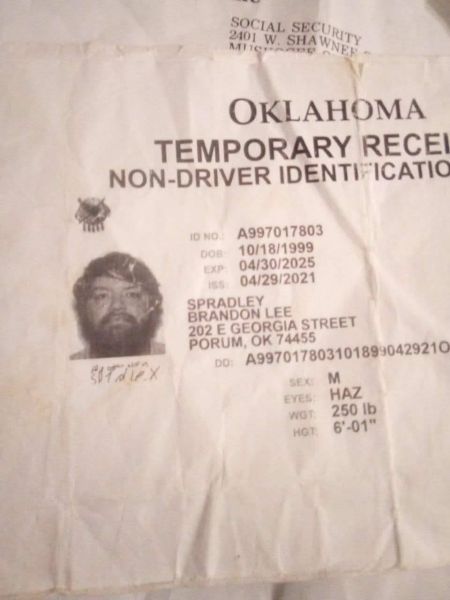 SOCIAL SECURITY
2401 W. SHAWNEE
OKLAHOMA
TEMPORARY RECEI
NON-DRIVER IDENTIFICATIO
ID NO.: A997017803
DOB: 10/18/1999
EXP: 04/30/2025
ISS: 04/29/2021
SPRADLEY
BRANDON LEE
202 E GEORGIA STREET
PORUM, OK 74455
DD: A9970178031018990429210
SEX: M
EYES: HAZ
WGT: 250 lb
HGT: 6'-01"